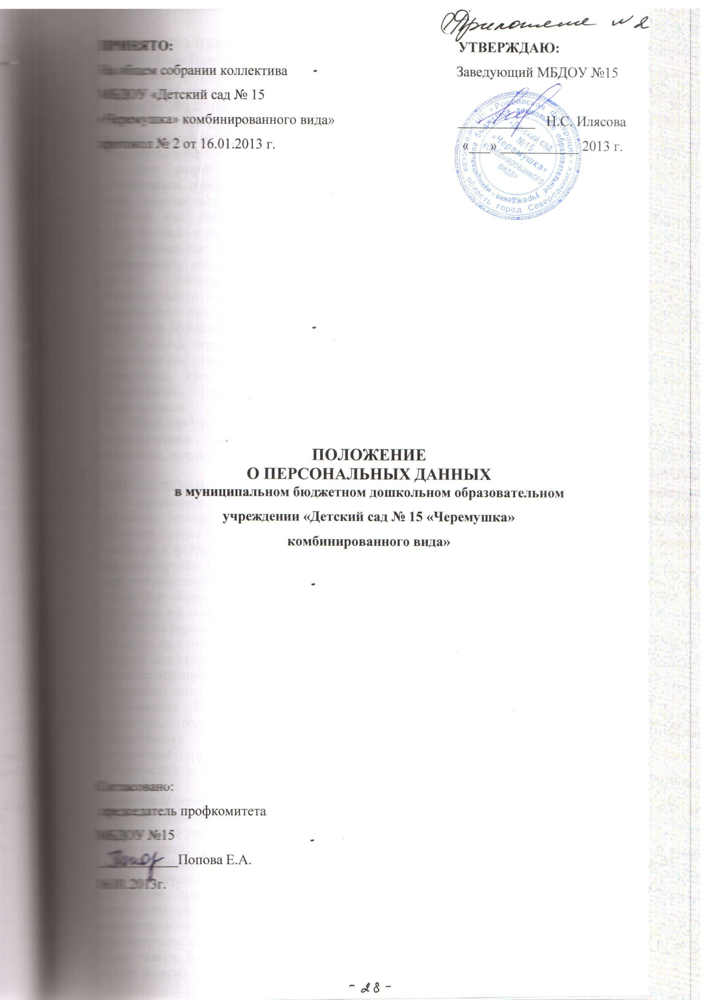 Приложение № 2
ПРИНЯТО:
На общем собрании коллектива
МБДОУ «Детский сад № 15
«Черемушка» комбинированного вида»
протокол № 2 от 16.01.2013 г.
УТВЕРЖДАЮ:
Заведующий МБДОУ №15
___________ Н.С. Илясова
«___»____________2013 г.
Российская Федерация * Архангельская область город Северодвинск *
муниципальное бюджетное дошкольное образовательное учреждение *
«Детский сад
№15
«Черемушка»
комбинированного
вида»
ПОЛОЖЕНИЕ
О ПЕРСОНАЛЬНЫХ ДАННЫХ
в муниципальном бюджетном дошкольном образовательном
учреждении «Детский сад № 15 «Черемушка»
комбинированного вида»
Согласовано:
председатель профкомитета
МБДОУ №15
____________Попова Е.А.
16.01.2013г.
- 28 -